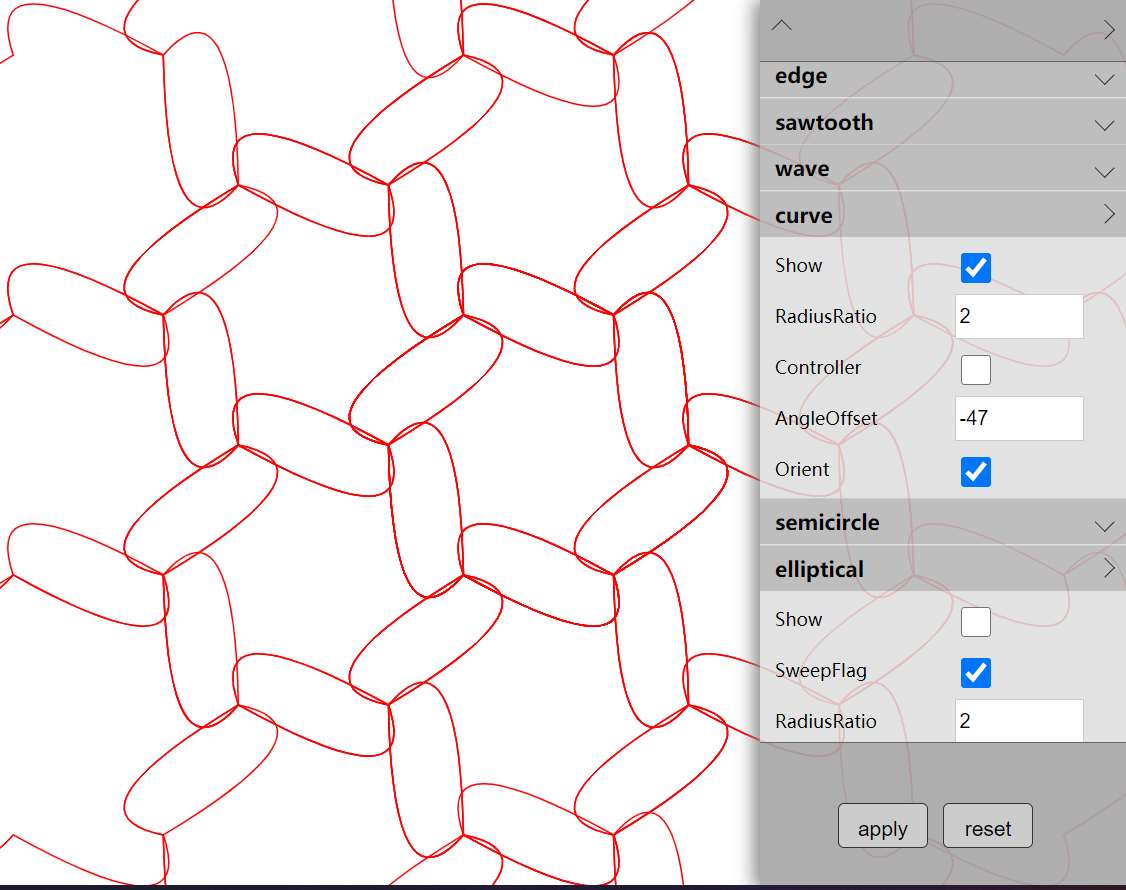 edge
sawtooth
wave
curve
Show
RadiusRatio 2
Controller
AngleOffset -47
Orient
semicircle
elliptical
Show
SweepFlag
RadiusRatio 2
apply reset